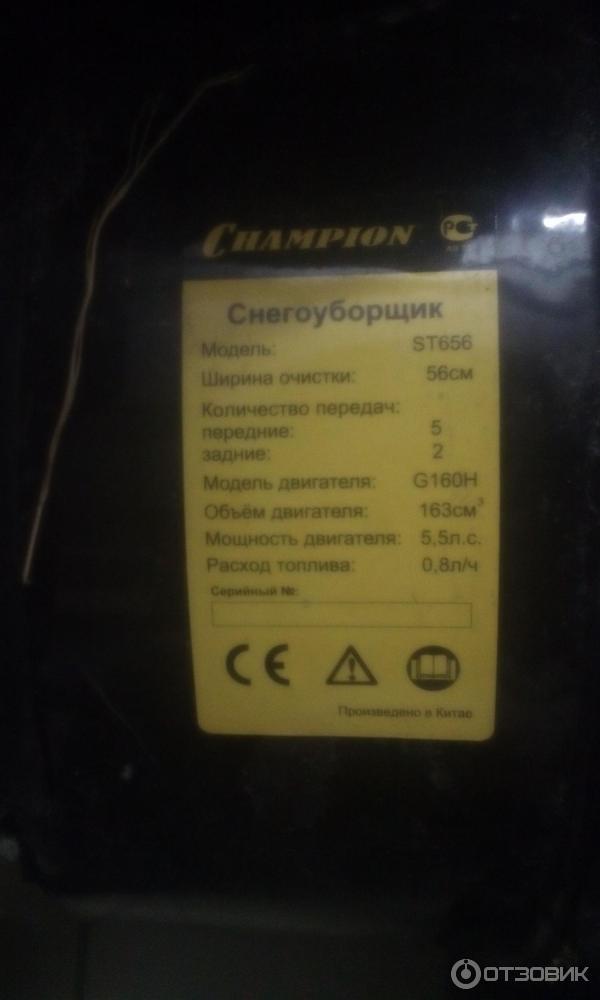 CHAMPION
Снегоуборщик
Модель: ST656
Ширина очистки: 56см
Количество передач:
передние: 5
задние: 2
Модель двигателя: G160H
Объём двигателя: 163см³
Мощность двигателя: 5,5л.с.
Расход топлива: 0,8л/ч
Серийный №:
CE
Произведено в Китае
ОТЗОВИК